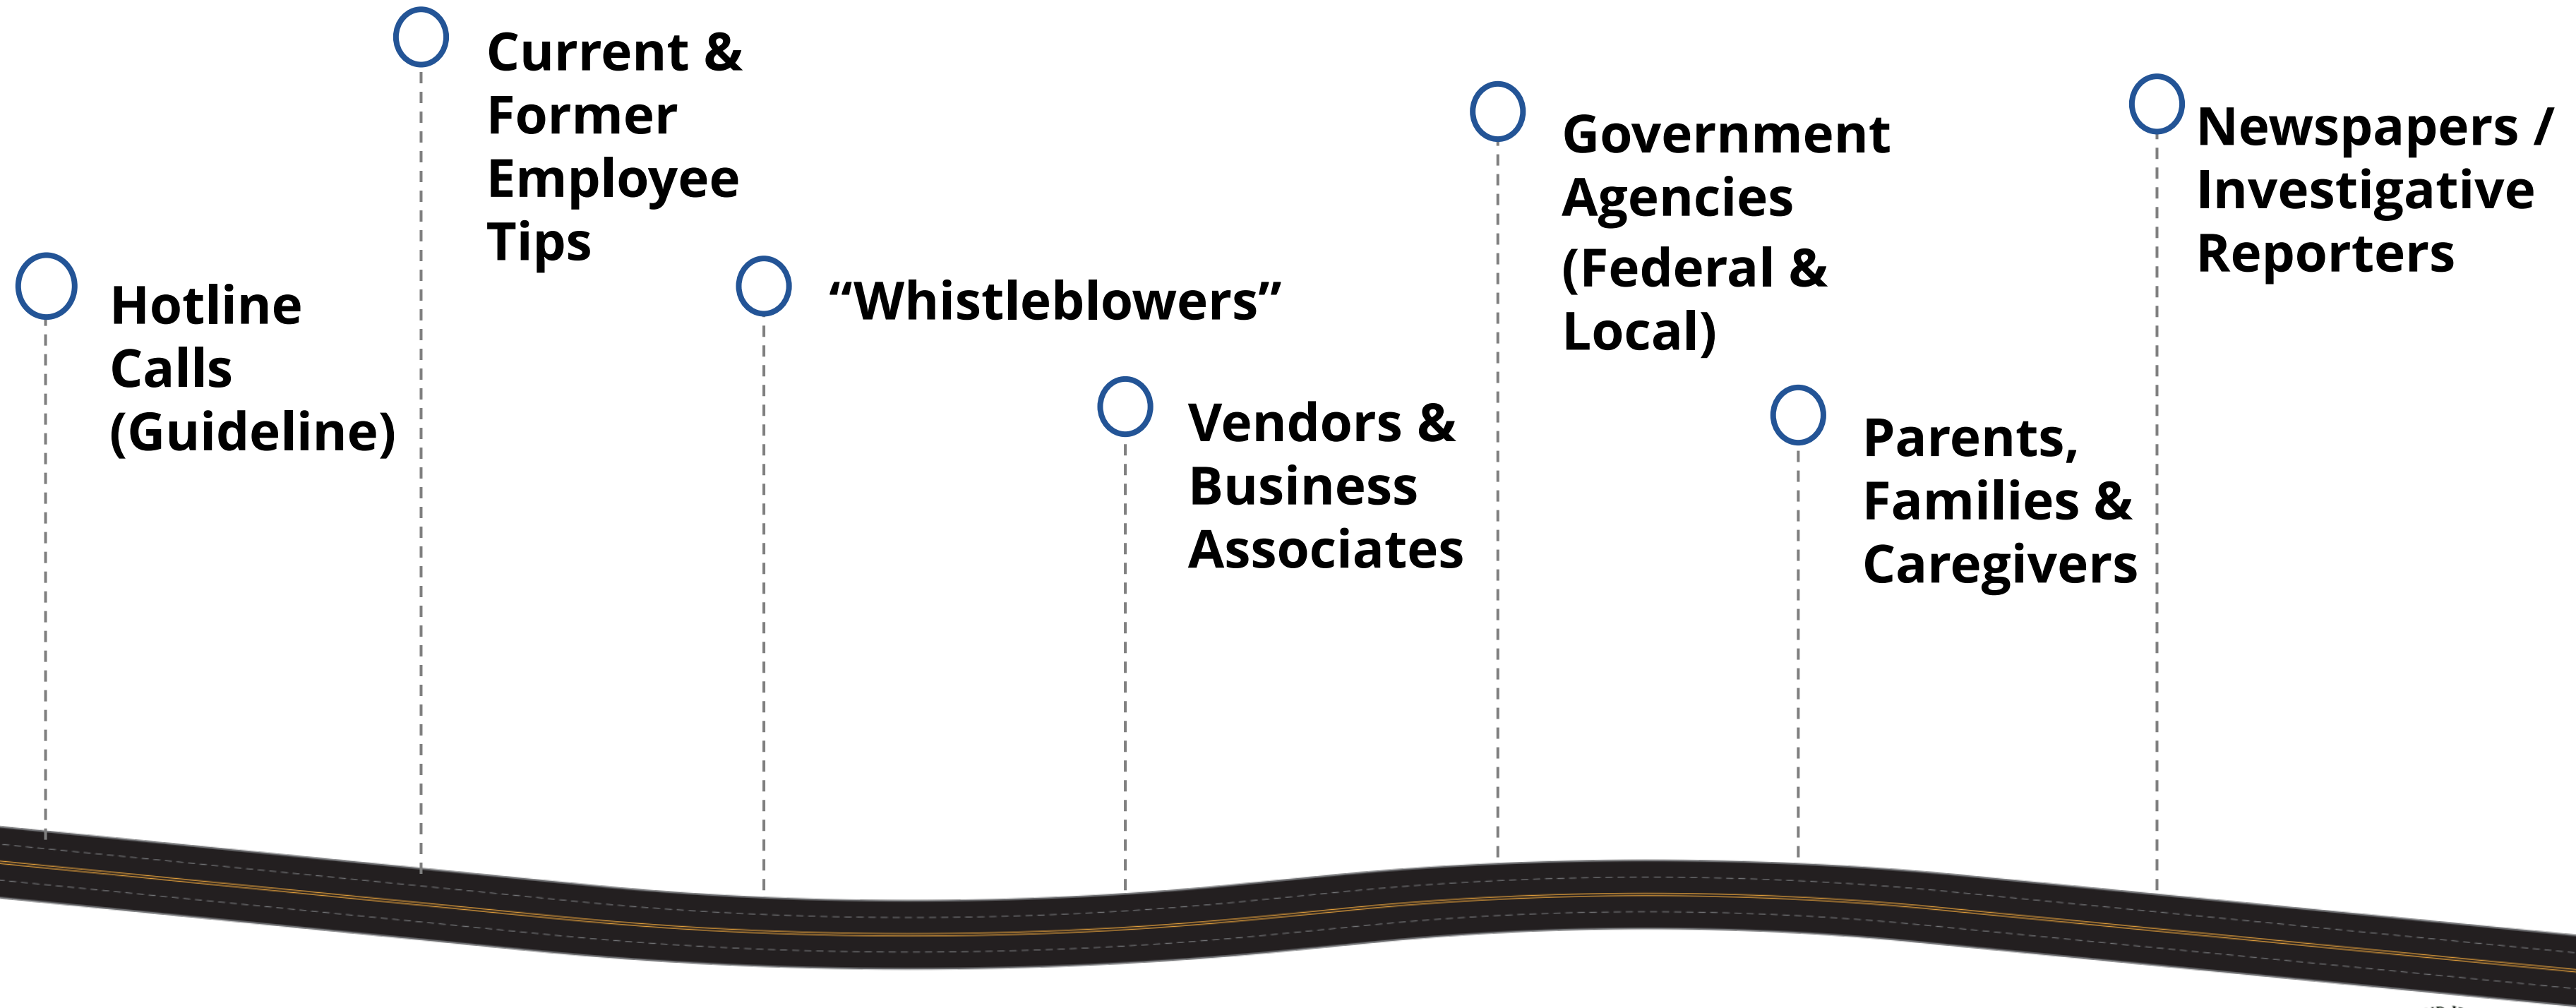 Hotline
Calls
(Guideline)
Current &
Former
Employee
Tips
“Whistleblowers”
Vendors &
Business
Associates
Government
Agencies
(Federal &
Local)
Parents,
Families &
Caregivers
Newspapers /
Investigative
Reporters